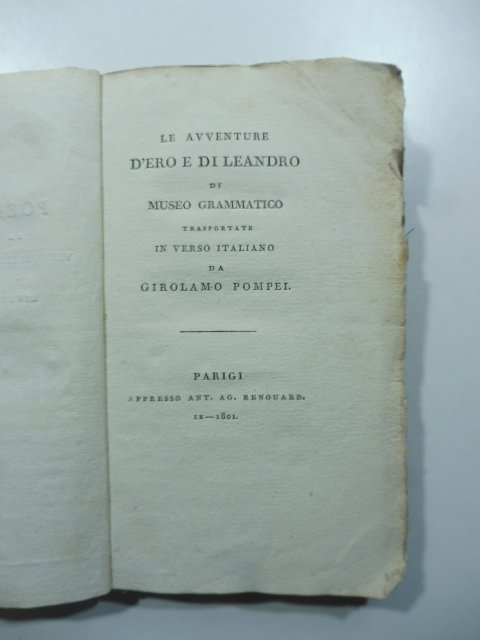 LE AVVENTURE
D'ERO E DI LEANDRO
DI
MUSEO GRAMMATICO
TRASPORTATE
IN VERSO ITALIANO
DA
GIROLAMO POMPEI.
PARIGI
APPRESSO ANT. AG. RENOUARD.
IX—1801.